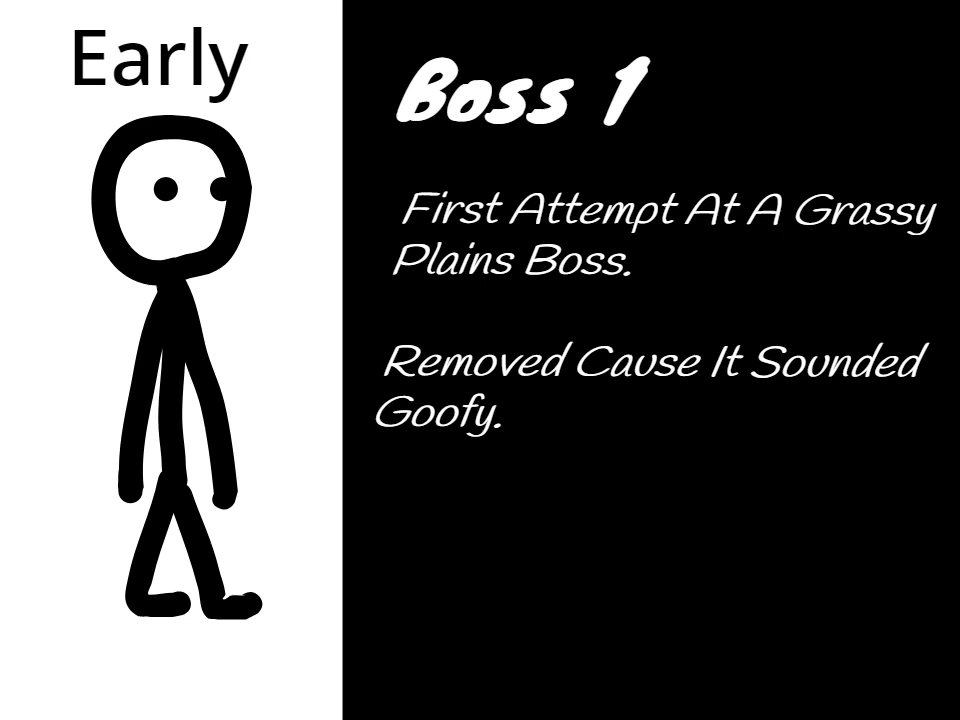 Early
Boss 1
First Attempt At A Grassy
Plains Boss.
Removed Cause It Sounded
Goofy.